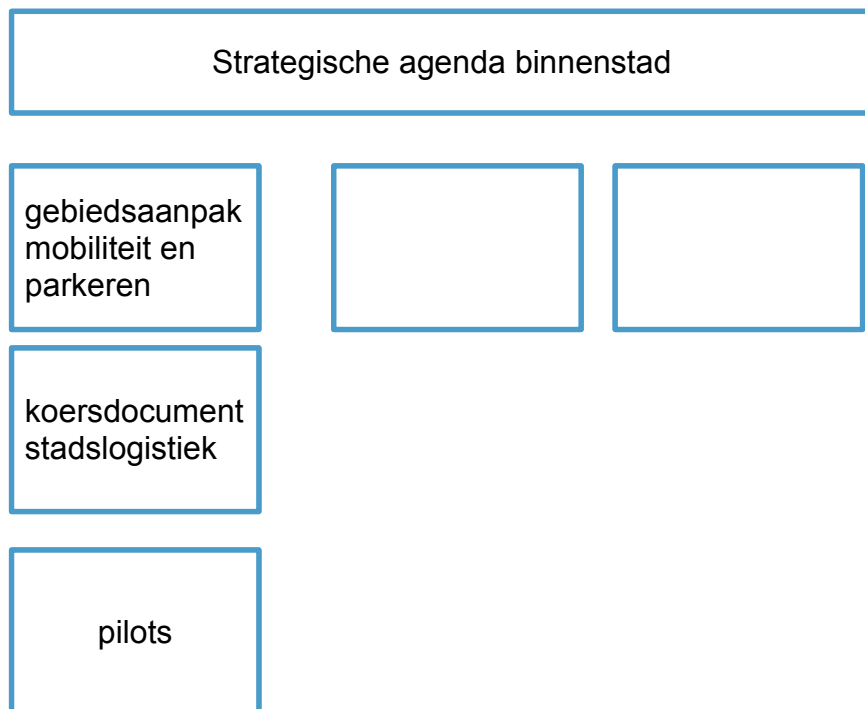 Strategische agenda binnenstad
gebiedsaanpak
mobiliteit en
parkeren
koersdocument
stadslogistiek
pilots